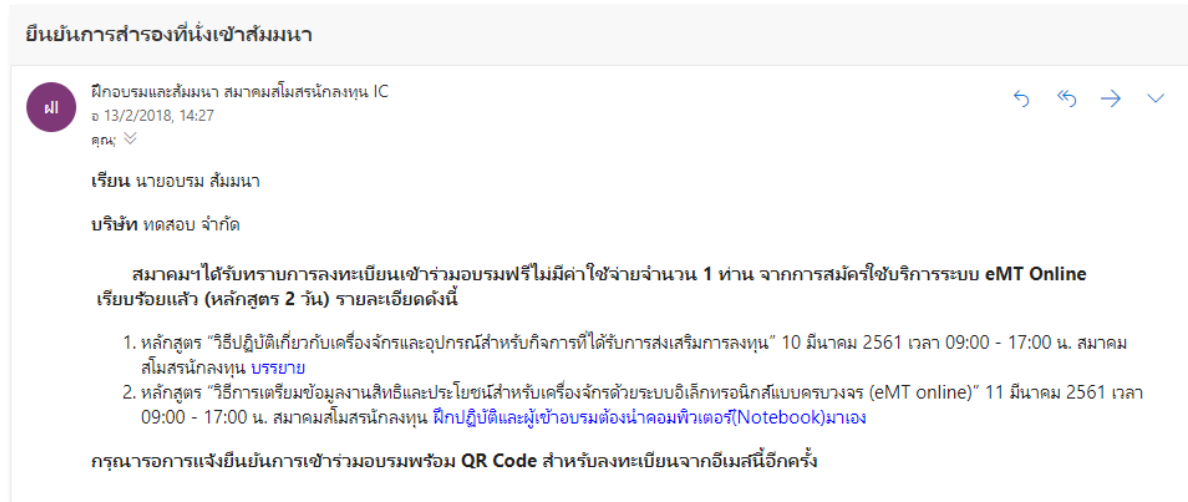 ยืนยันการสำรองที่นั่งเข้าสัมมนา
ฝึกอบรมและสัมมนา สมาคมสโมสรนักลงทุน IC
ฝI
อ 13/2/2018, 14:27
คุณ;
เรียน นายอบรม สัมมนา
บริษัท ทดสอบ จำกัด
สมาคมฯได้รับทราบการลงทะเบียนเข้าร่วมอบรมฟรีไม่มีค่าใช้จ่ายจำนวน 1 ท่าน จากการสมัครใช้บริการระบบ eMT Online
เรียบร้อยแล้ว (หลักสูตร 2 วัน) รายละเอียดดังนี้
1. หลักสูตร “วิธีปฏิบัติเกี่ยวกับเครื่องจักรและอุปกรณ์สำหรับกิจการที่ได้รับการส่งเสริมการลงทุน” 10 มีนาคม 2561 เวลา 09:00 - 17:00 น. สมาคม
สโมสรนักลงทุน บรรยาย
2. หลักสูตร “วิธีการเตรียมข้อมูลงานสิทธิและประโยชน์สำหรับเครื่องจักรด้วยระบบอิเล็กทรอนิกส์แบบครบวงจร (eMT online)” 11 มีนาคม 2561 เวลา
09:00 - 17:00 น. สมาคมสโมสรนักลงทุน ฝึกปฏิบัติและผู้เข้าอบรมต้องนำคอมพิวเตอร์(Notebook)มาเอง
กรุณารอการแจ้งยืนยันการเข้าร่วมอบรมพร้อม QR Code สำหรับลงทะเบียนจากอีเมล์นี้อีกครั้ง